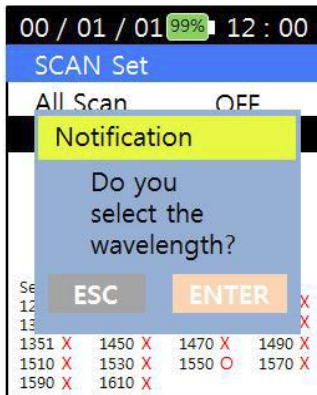 00 / 01 / 01 99% 12 : 00
SCAN Set
All Scan OFF
Notification
Do you
select the
wavelength?
ESC ENTER
X
X
1351 X 1450 X 1470 X 1490 X
1510 X 1530 X 1550 O 1570 X
1590 X 1610 X